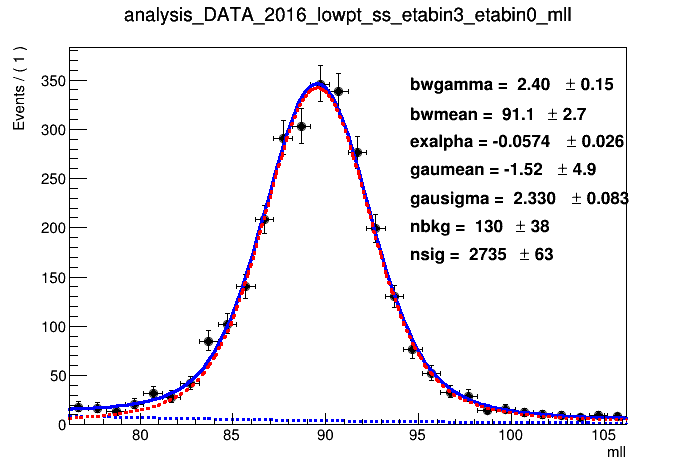 analysis_DATA_2016_lowpt_ss_etabin3_etabin0_mll
Events / ( 1 )
350
300
250
200
150
100
50
0
bwgamma = 2.40 ± 0.15
bwmean = 91.1 ± 2.7
exalpha = -0.0574 ± 0.026
gaumean = -1.52 ± 4.9
gausigma = 2.330 ± 0.083
nbkg = 130 ± 38
nsig = 2735 ± 63
80 85 90 95 100 105
mll